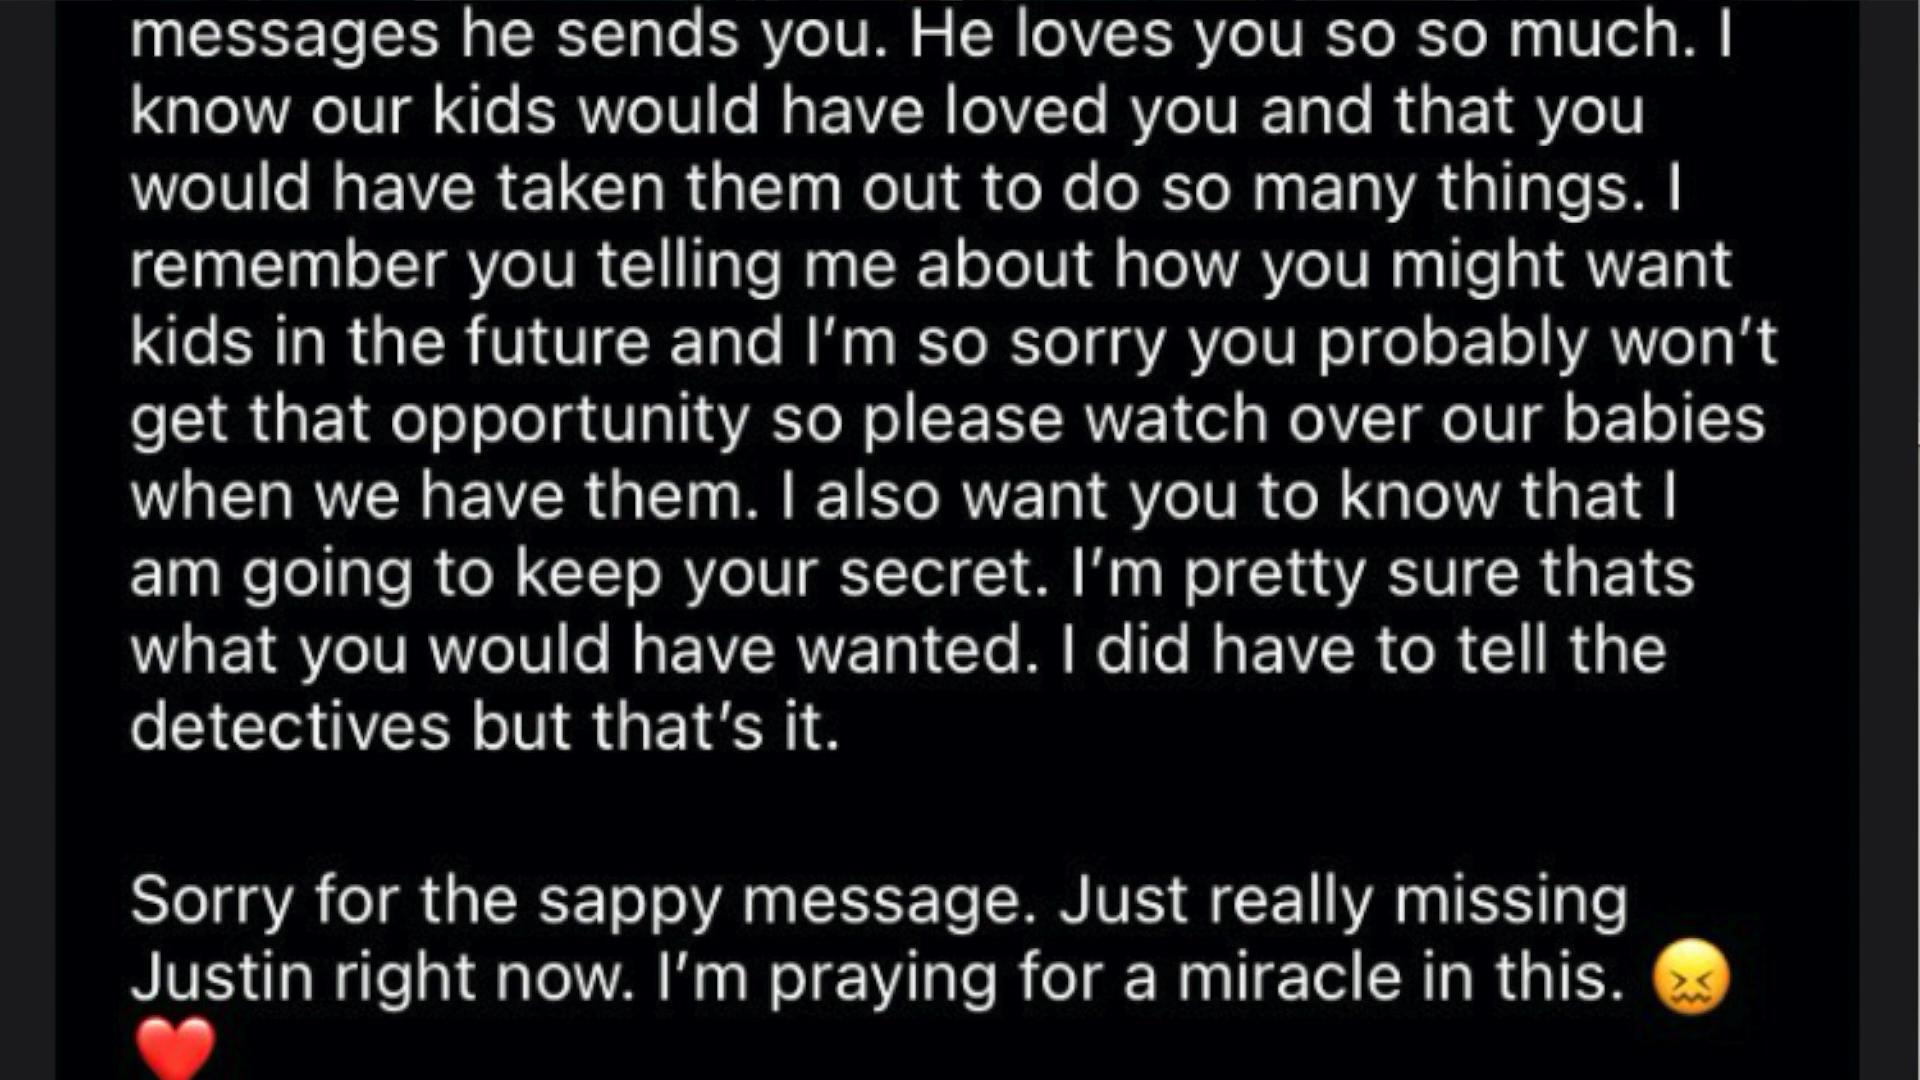 messages he sends you. He loves you so so much. I
know our kids would have loved you and that you
would have taken them out to do so many things. I
remember you telling me about how you might want
kids in the future and I’m so sorry you probably won’t
get that opportunity so please watch over our babies
when we have them. I also want you to know that I
am going to keep your secret. I’m pretty sure thats
what you would have wanted. I did have to tell the
detectives but that’s it.
Sorry for the sappy message. Just really missing
Justin right now. I’m praying for a miracle in this. 😖
❤️